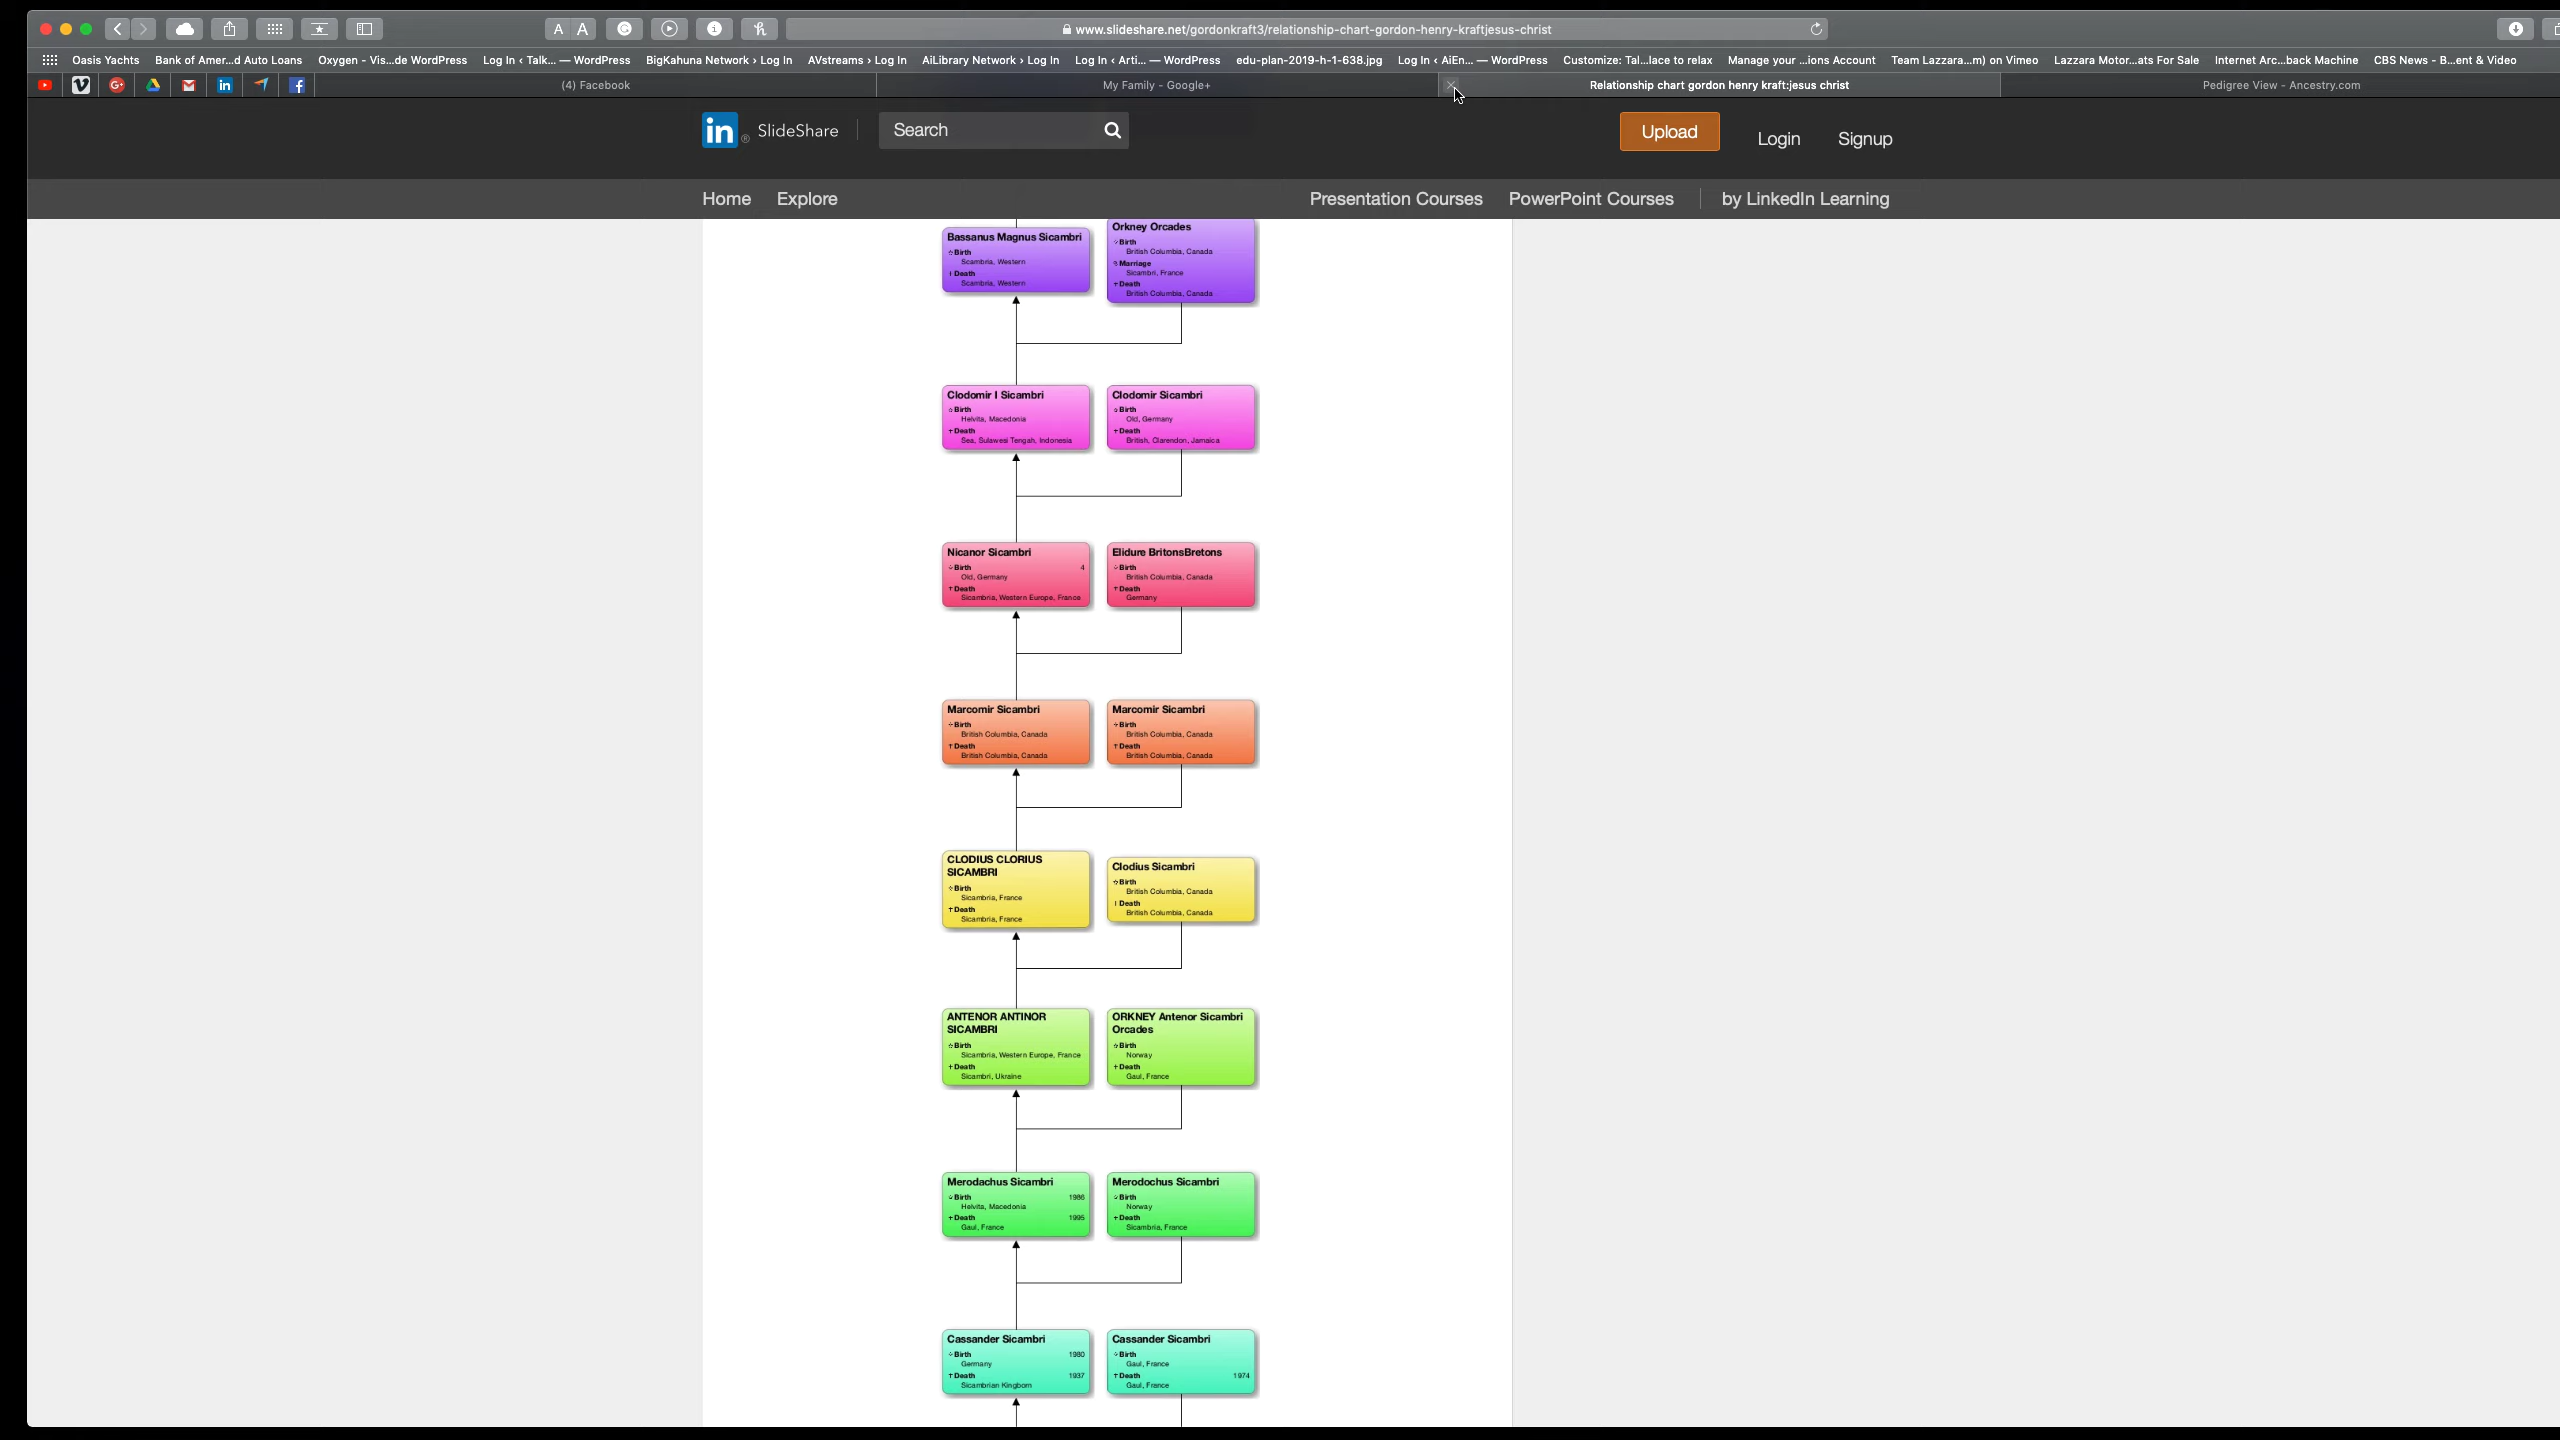 A A
www.slideshare.net/gordonkraft3/relationship-chart-gordon-henry-kraftjesus-christ
Oasis Yachts Bank of Amer...d Auto Loans Oxygen - Vis...de WordPress Log In ‹ Talk... — WordPress BigKahuna Network › Log In AVstreams › Log In AiLibrary Network › Log In Log In ‹ Arti... — WordPress edu-plan-2019-h-1-638.jpg Log In ‹ AiEn... — WordPress Customize: Tal...lace to relax Manage your ...ions Account Team Lazzara...m) on Vimeo Lazzara Motor...ats For Sale Internet Arc...back Machine CBS News - B...ent & Video
(4) Facebook My Family - Google+ Relationship chart gordon henry kraft:jesus christ Pedigree View - Ancestry.com
in SlideShare Search Upload Login Signup
Home Explore Presentation Courses PowerPoint Courses by LinkedIn Learning
Bassanus Magnus Sicambri
Birth
Scambria, Western
Death
Scambria, Western
Orkney Orcades
Birth
British Columbia, Canada
Marriage
Sicambri, France
Death
British Columbia, Canada
Clodomir I Sicambri
Birth
Helvita, Macedonia
Death
Sea, Sulawesi Tengah, Indonesia
Clodomir Sicambri
Birth
Old, Germany
Death
British, Clarendon, Jamaica
Nicanor Sicambri
Birth 4
Old, Germany
Death
Sicambria, Western Europe, France
Elidure BritonsBretons
Birth
British Columbia, Canada
Death
Germany
Marcomir Sicambri
Birth
British Columbia, Canada
Death
British Columbia, Canada
Marcomir Sicambri
Birth
British Columbia, Canada
Death
British Columbia, Canada
CLODIUS CLORIUS
SICAMBRI
Birth
Sicambria, France
Death
Sicambria, France
Clodius Sicambri
Birth
British Columbia, Canada
Death
British Columbia, Canada
ANTENOR ANTINOR
SICAMBRI
Birth
Sicambria, Western Europe, France
Death
Sicambri, Ukraine
ORKNEY Antenor Sicambri
Orcades
Birth
Norway
Death
Gaul, France
Merodachus Sicambri
Birth 1986
Helvita, Macedonia
Death 1995
Gaul, France
Merodochus Sicambri
Birth
Norway
Death
Sicambria, France
Cassander Sicambri
Birth 1980
Germany
Death 1937
Sicambrian Kingbom
Cassander Sicambri
Birth
Gaul, France
Death 1974
Gaul, France